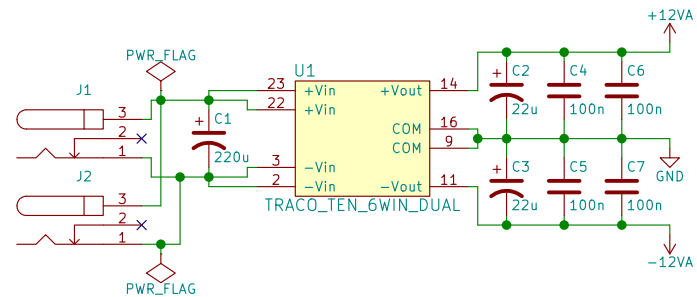 +12VA
PWR_FLAG
J1
3
2
1
C1
220u
U1
23 +Vin
22 +Vin
3 −Vin
2 −Vin
+Vout 14
COM 16
COM 9
−Vout 11
TRACO_TEN_6WIN_DUAL
C2
22u
C4
100n
C6
100n
C3
22u
C5
100n
C7
100n
GND
J2
3
2
1
PWR_FLAG
−12VA